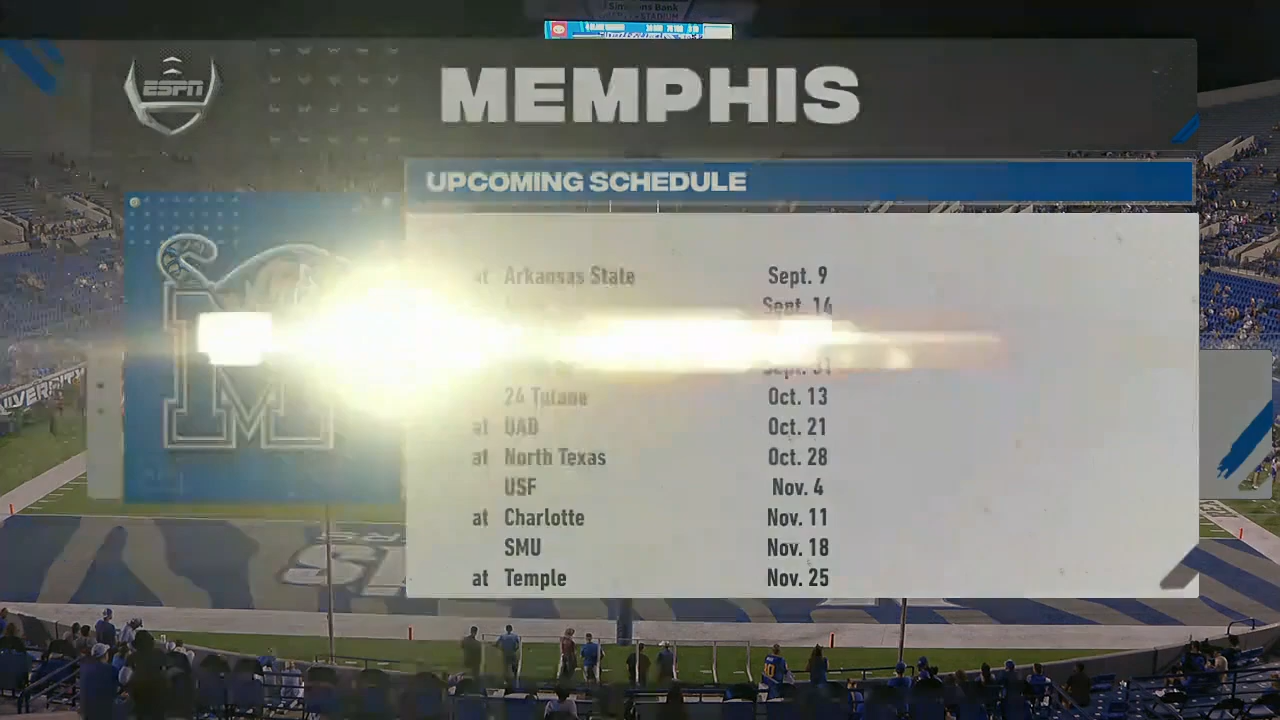 Simmons Bank
ESPN
MEMPHIS
UPCOMING SCHEDULE
at Arkansas State Sept. 9
Sept. 14
24 Tulane Oct. 13
at UAB Oct. 21
at North Texas Oct. 28
USF Nov. 4
at Charlotte Nov. 11
SMU Nov. 18
at Temple Nov. 25